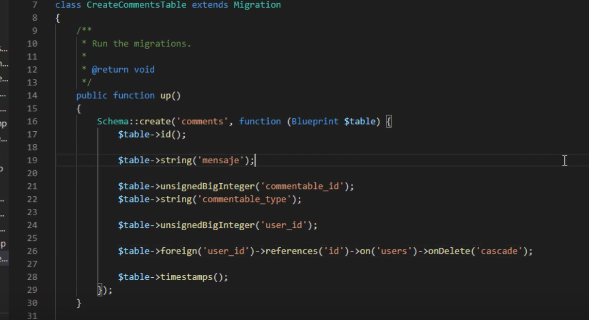 7 class CreateCommentsTable extends Migration
8 {
9 /**
10 * Run the migrations.
11 *
12 * @return void
13 */
14 public function up()
15 {
16 Schema::create('comments', function (Blueprint $table) {
17 $table->id();
18
19 $table->string('mensaje');
20
21 $table->unsignedBigInteger('commentable_id');
22 $table->string('commentable_type');
23
24 $table->unsignedBigInteger('user_id');
25
26 $table->foreign('user_id')->references('id')->on('users')->onDelete('cascade');
27
28 $table->timestamps();
29 });
30 }
31